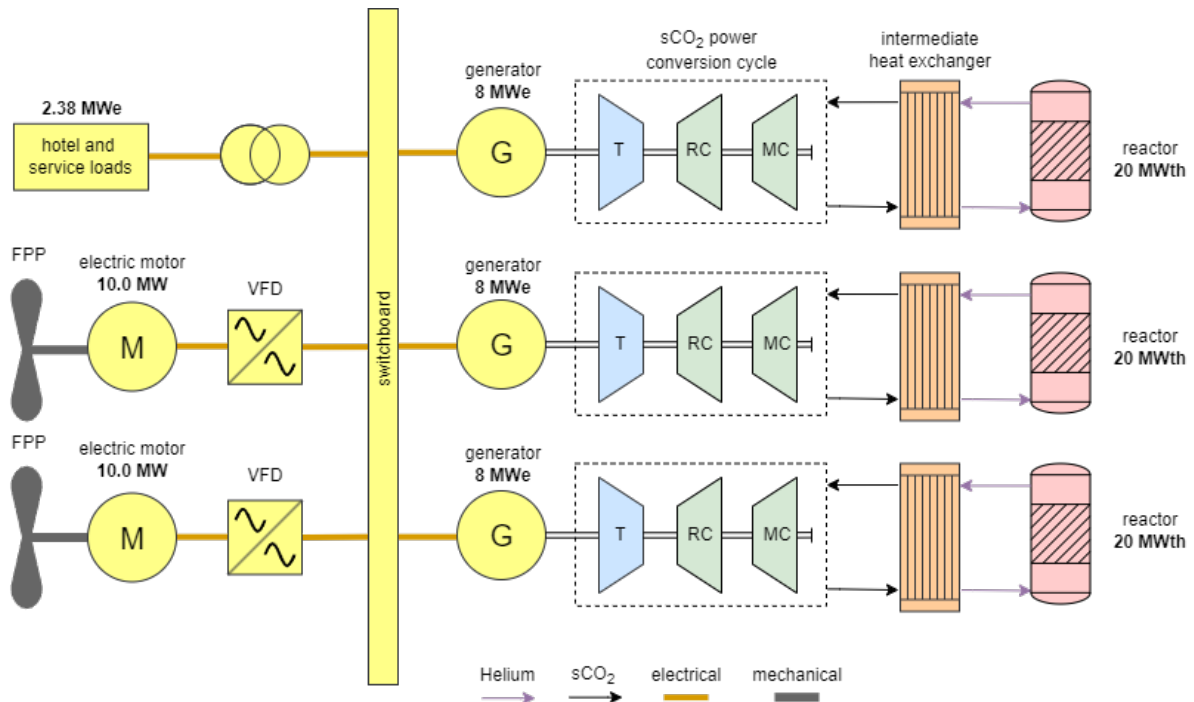 sCO₂ power
conversion cycle
intermediate
heat exchanger
generator
8 MWe
2.38 MWe
hotel and
service loads
G
T
RC
MC
reactor
20 MWth
FPP
electric motor
10.0 MW
VFD
M
switchboard
generator
8 MWe
G
T
RC
MC
reactor
20 MWth
FPP
electric motor
10.0 MW
VFD
M
generator
8 MWe
G
T
RC
MC
reactor
20 MWth
Helium
sCO₂
electrical
mechanical